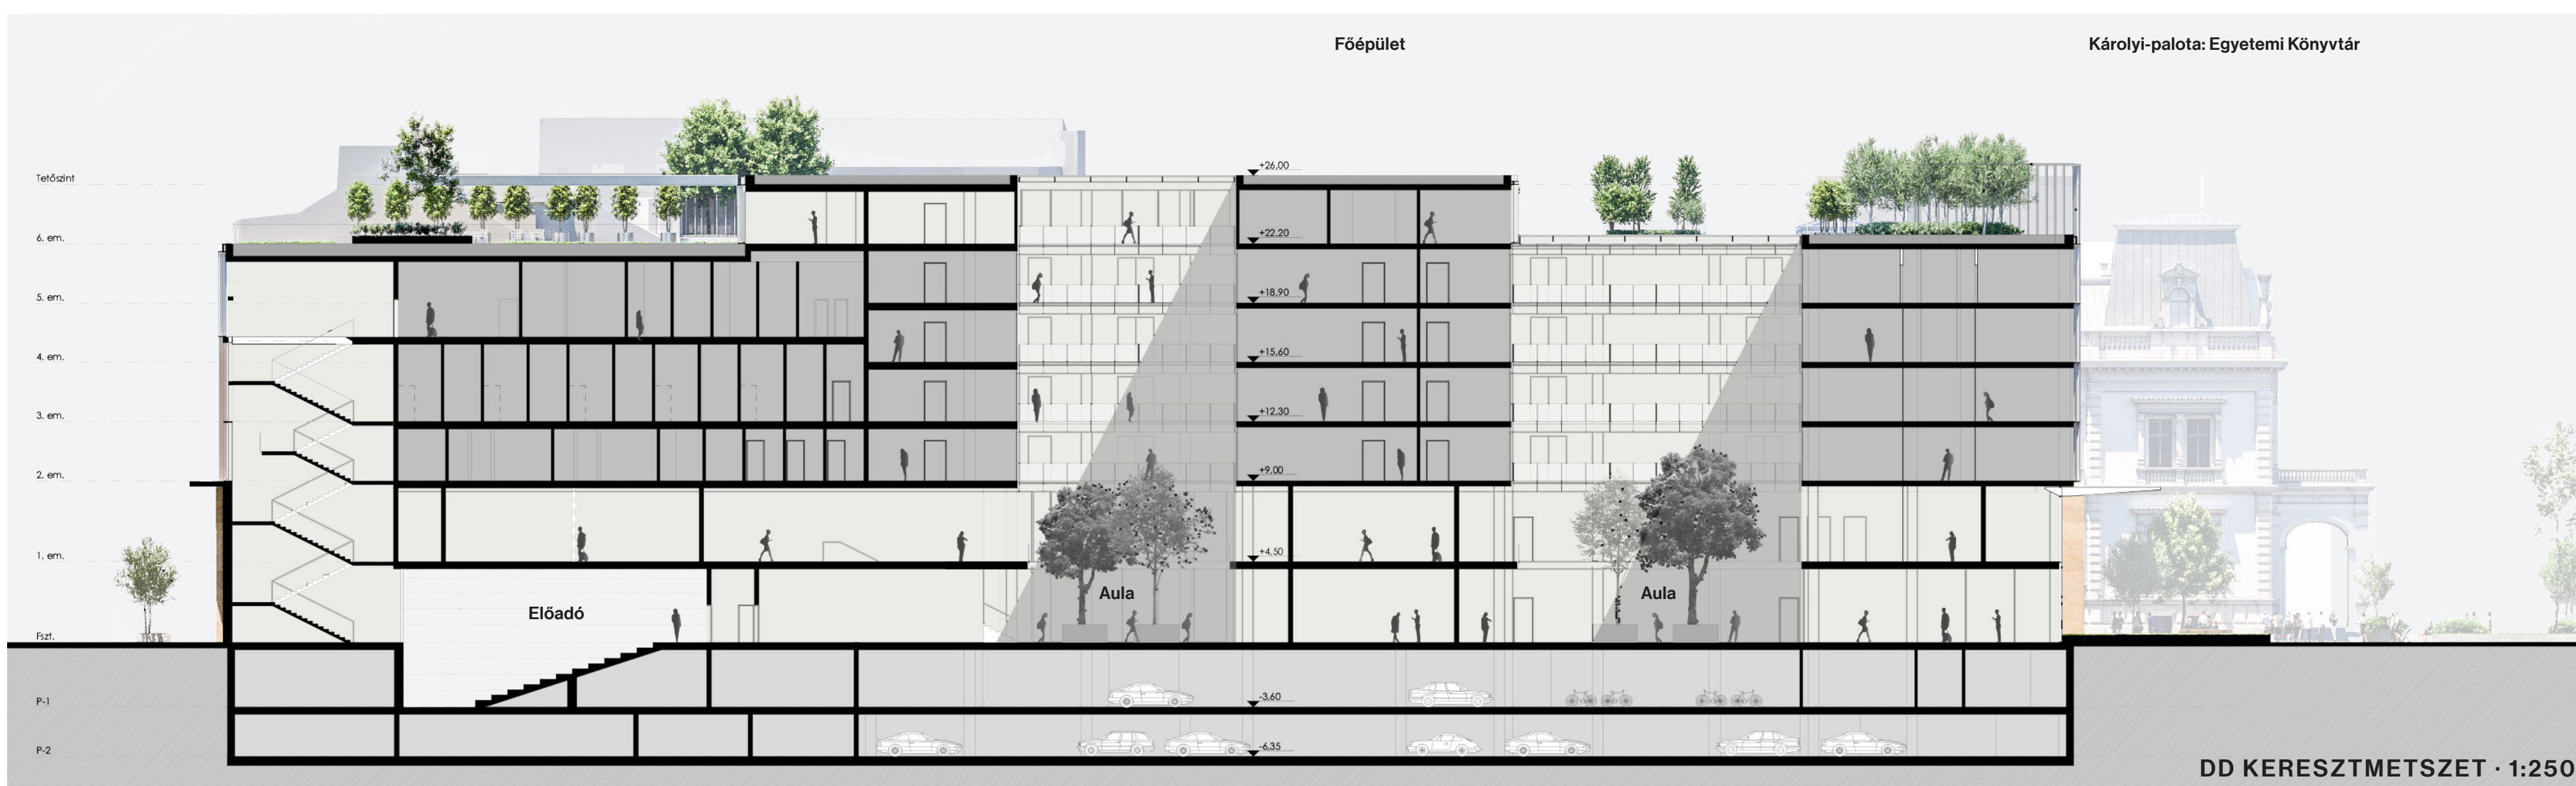 Főépület
Károlyi-palota: Egyetemi Könyvtár
Tetőszint
+26,00
6. em.
+22,20
5. em.
+18,90
4. em.
+15,60
3. em.
+12,30
2. em.
+9,00
1. em.
+4,50
Előadó
Aula
Aula
Fszt.
P-1
-3,60
P-2
-6,35
DD KERESZTMETSZET · 1:250